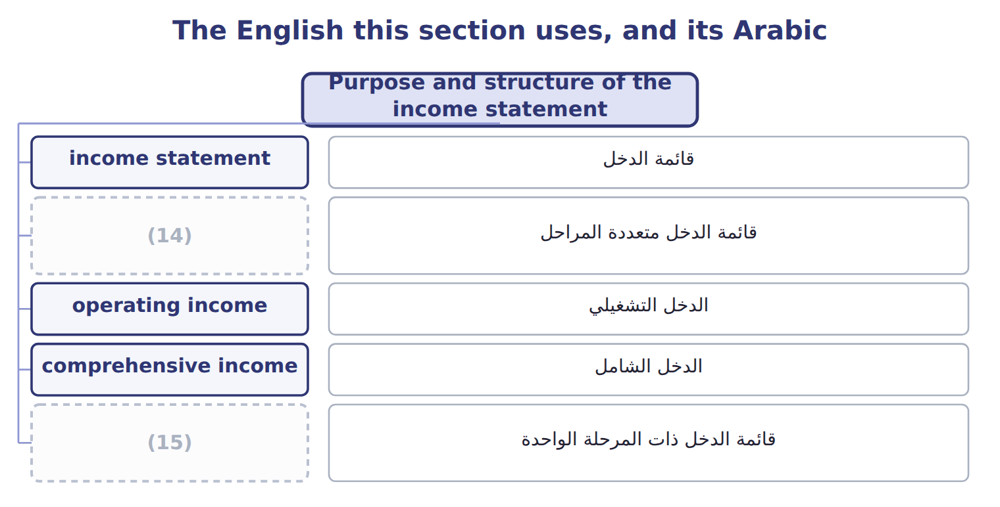 The English this section uses, and its Arabic
Purpose and structure of the
income statement
income statement
قائمة الدخل
(14)
قائمة الدخل متعددة المراحل
operating income
الدخل التشغيلي
comprehensive income
الدخل الشامل
(15)
قائمة الدخل ذات المرحلة الواحدة